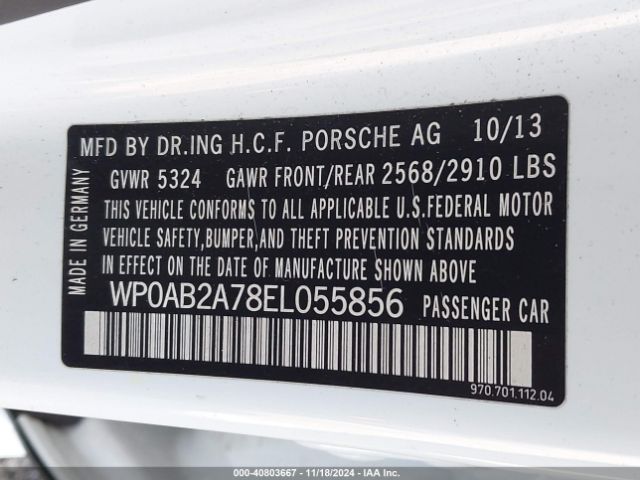 MFD BY DR.ING H.C.F. PORSCHE AG 10/13
GVWR 5324 GAWR FRONT/REAR 2568/2910 LBS
THIS VEHICLE CONFORMS TO ALL APPLICABLE U.S.FEDERAL MOTOR
VEHICLE SAFETY,BUMPER,AND THEFT PREVENTION STANDARDS
IN EFFECT ON THE DATE OF MANUFACTURE SHOWN ABOVE
WP0AB2A78EL055856 PASSENGER CAR
MADE IN GERMANY
970.701.112.04
000-40803667 - 11/18/2024 - IAA Inc.